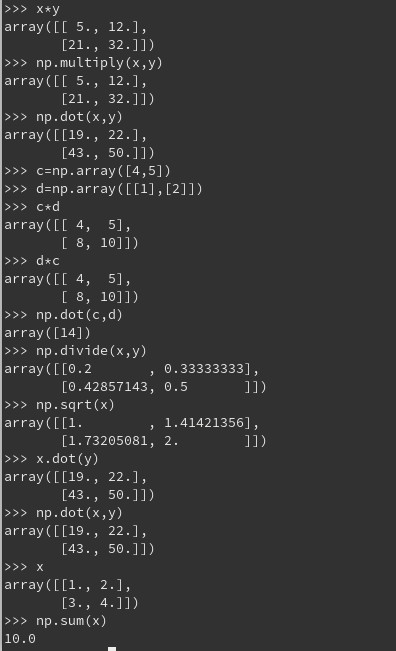 >>> x*y
array([[ 5., 12.],
       [21., 32.]])
>>> np.multiply(x,y)
array([[ 5., 12.],
       [21., 32.]])
>>> np.dot(x,y)
array([[19., 22.],
       [43., 50.]])
>>> c=np.array([4,5])
>>> d=np.array([[1],[2]])
>>> c*d
array([[ 4,  5],
       [ 8, 10]])
>>> d*c
array([[ 4,  5],
       [ 8, 10]])
>>> np.dot(c,d)
array([14])
>>> np.divide(x,y)
array([[0.2       , 0.33333333],
       [0.42857143, 0.5       ]])
>>> np.sqrt(x)
array([[1.        , 1.41421356],
       [1.73205081, 2.        ]])
>>> x.dot(y)
array([[19., 22.],
       [43., 50.]])
>>> np.dot(x,y)
array([[19., 22.],
       [43., 50.]])
>>> x
array([[1., 2.],
       [3., 4.]])
>>> np.sum(x)
10.0